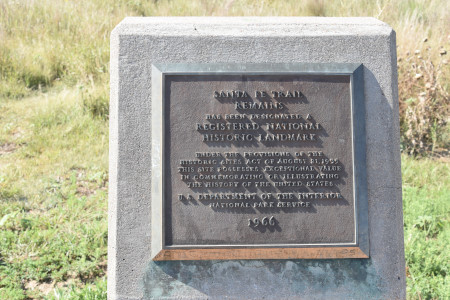 SANTA FE TRAIL
REMAINS
HAS BEEN DESIGNATED A
REGISTERED NATIONAL
HISTORIC LANDMARK
UNDER THE PROVISIONS OF THE
HISTORIC SITES ACT OF AUGUST 21, 1935
THIS SITE POSSESSES EXCEPTIONAL VALUE
IN COMMEMORATING OR ILLUSTRATING
THE HISTORY OF THE UNITED STATES
U. S. DEPARTMENT OF THE INTERIOR
NATIONAL PARK SERVICE
1966